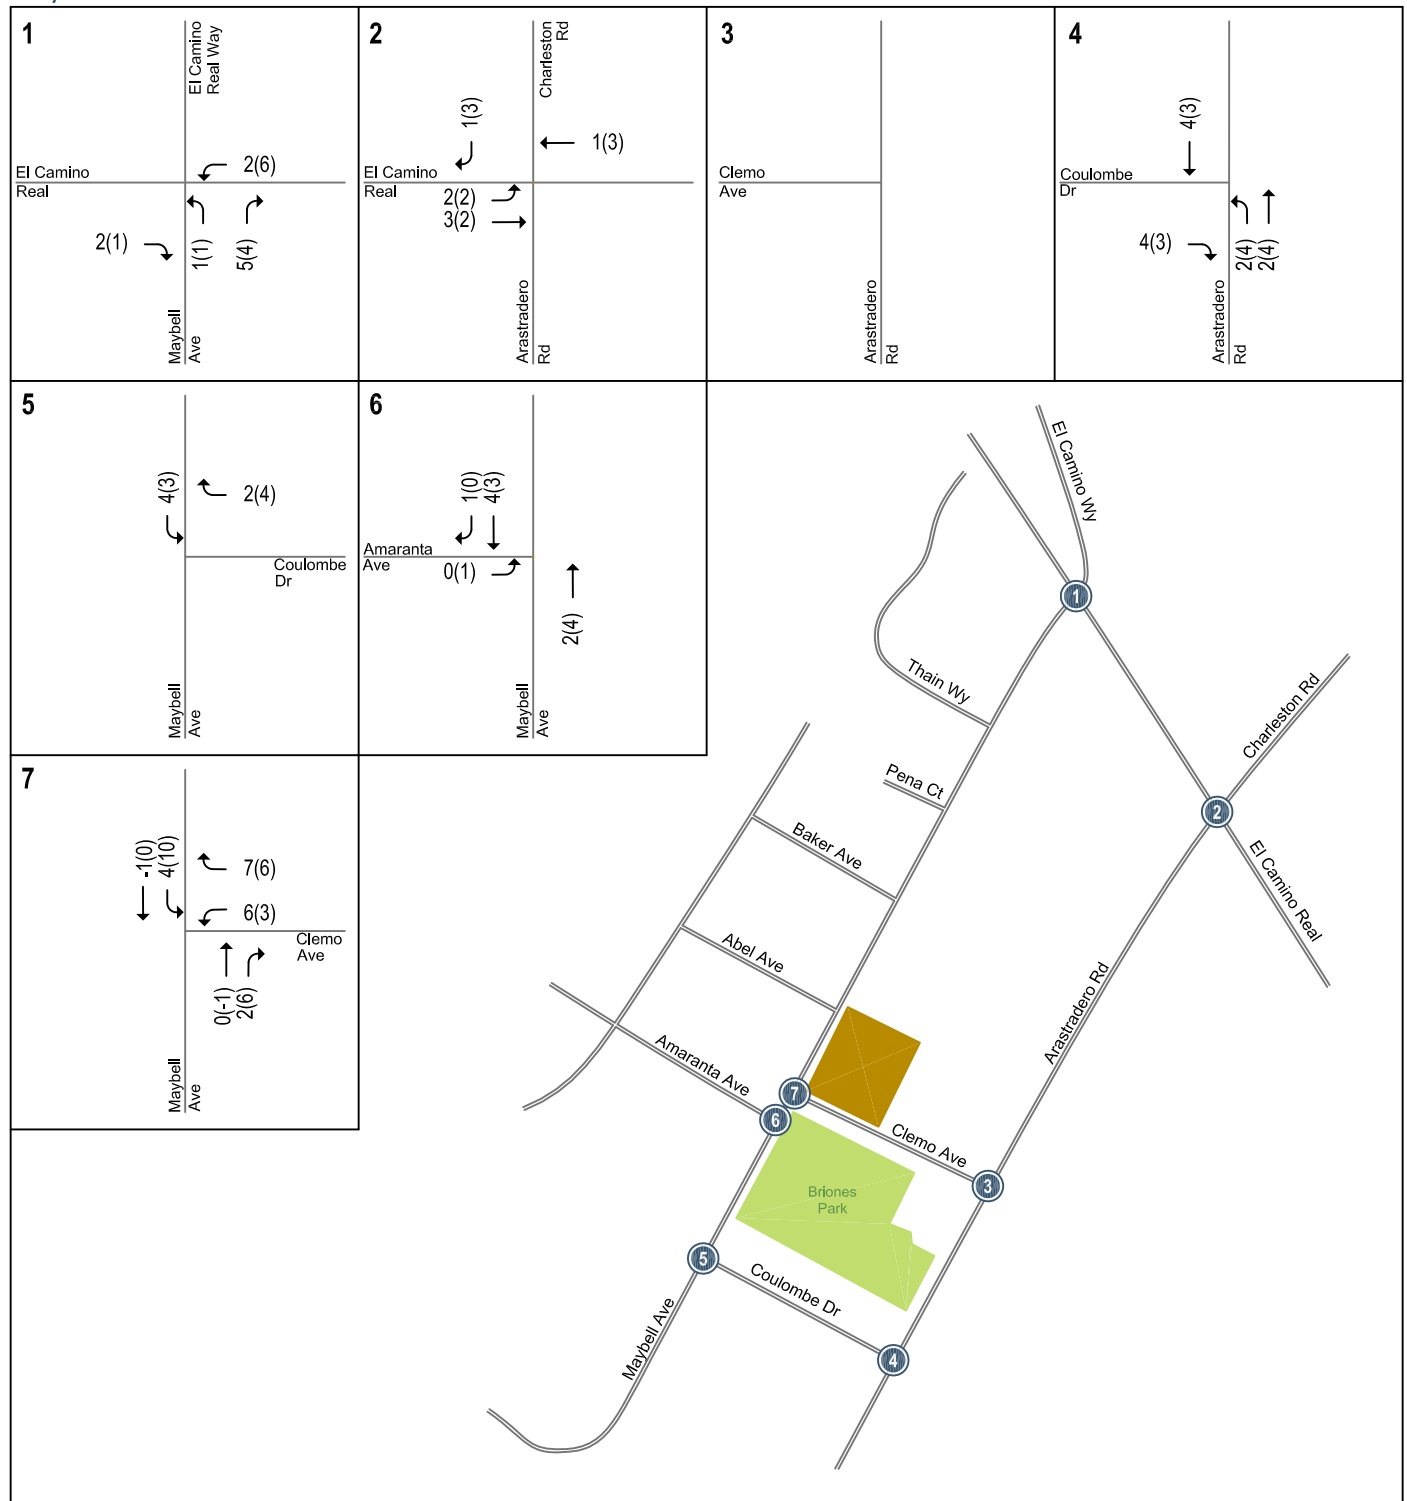 1
El Camino
Real Way
El Camino
Real
2(6)
2(1)
1(1)
5(4)
Maybell
Ave
2
Charleston
Rd
1(3)
1(3)
El Camino
Real
2(2)
3(2)
Arastradero
Rd
3
Clemo
Ave
Arastradero
Rd
4
4(3)
Coulombe
Dr
4(3)
2(4)
2(4)
Arastradero
Rd
5
4(3)
2(4)
Coulombe
Dr
Maybell
Ave
6
1(0)
4(3)
Amaranta
Ave
0(1)
2(4)
Maybell
Ave
7
-1(0)
4(10)
7(6)
6(3)
Clemo
Ave
0(-1)
2(6)
Maybell
Ave
El Camino Wy
1
Thain Wy
Charleston Rd
Pena Ct
2
Baker Ave
El Camino Real
Abel Ave
Arastradero Rd
Amaranta Ave
7
6
Clemo Ave
3
Briones
Park
5
Coulombe Dr
Maybell Ave
4